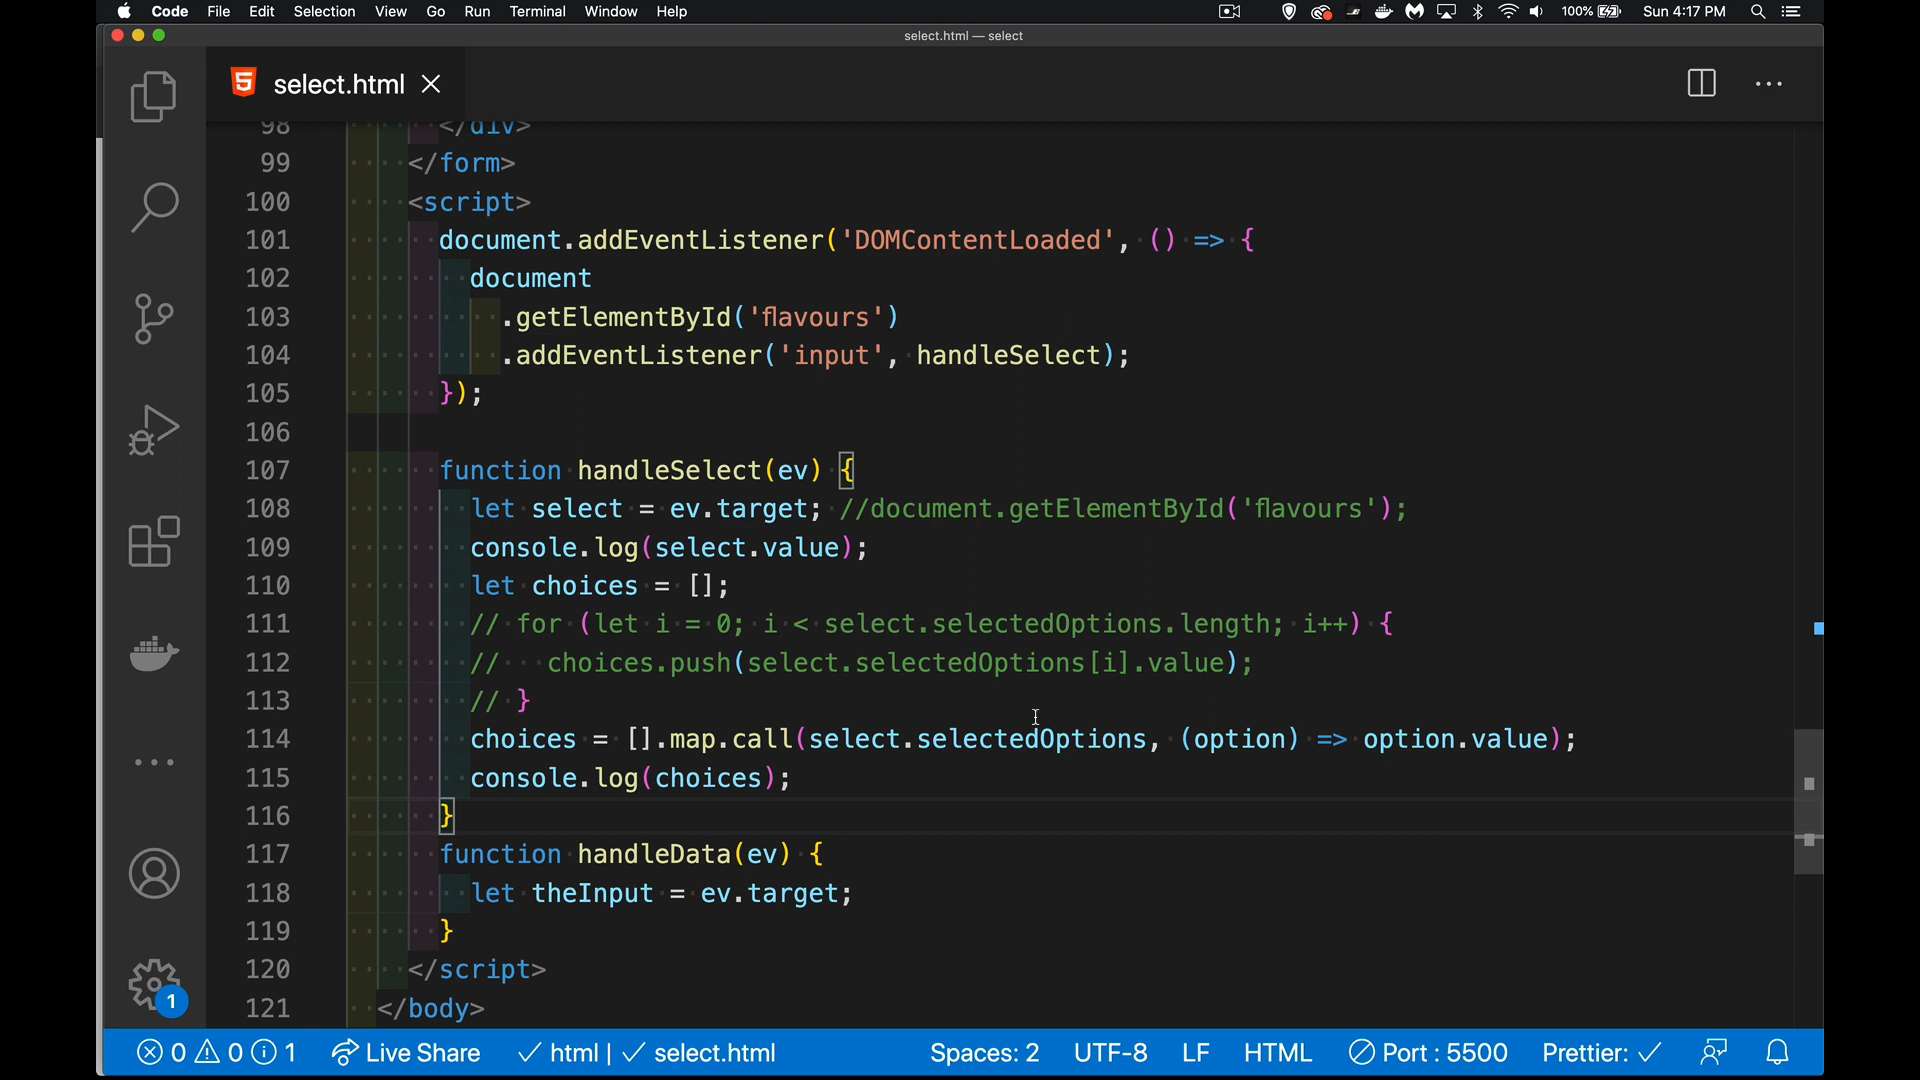 Code File Edit Selection View Go Run Terminal Window Help 100% Sun 4:17 PM
select.html — select
select.html
98 </div>
99 </form>
100 <script>
101 document.addEventListener('DOMContentLoaded', () => {
102 document
103 .getElementById('flavours')
104 .addEventListener('input', handleSelect);
105 });
106
107 function handleSelect(ev) {
108 let select = ev.target; //document.getElementById('flavours');
109 console.log(select.value);
110 let choices = [];
111 // for (let i = 0; i < select.selectedOptions.length; i++) {
112 //   choices.push(select.selectedOptions[i].value);
113 // }
114 choices = [].map.call(select.selectedOptions, (option) => option.value);
115 console.log(choices);
116 }
117 function handleData(ev) {
118 let theInput = ev.target;
119 }
120 </script>
121 </body>
1
0 0 1 Live Share html | select.html Spaces: 2 UTF-8 LF HTML Port : 5500 Prettier: